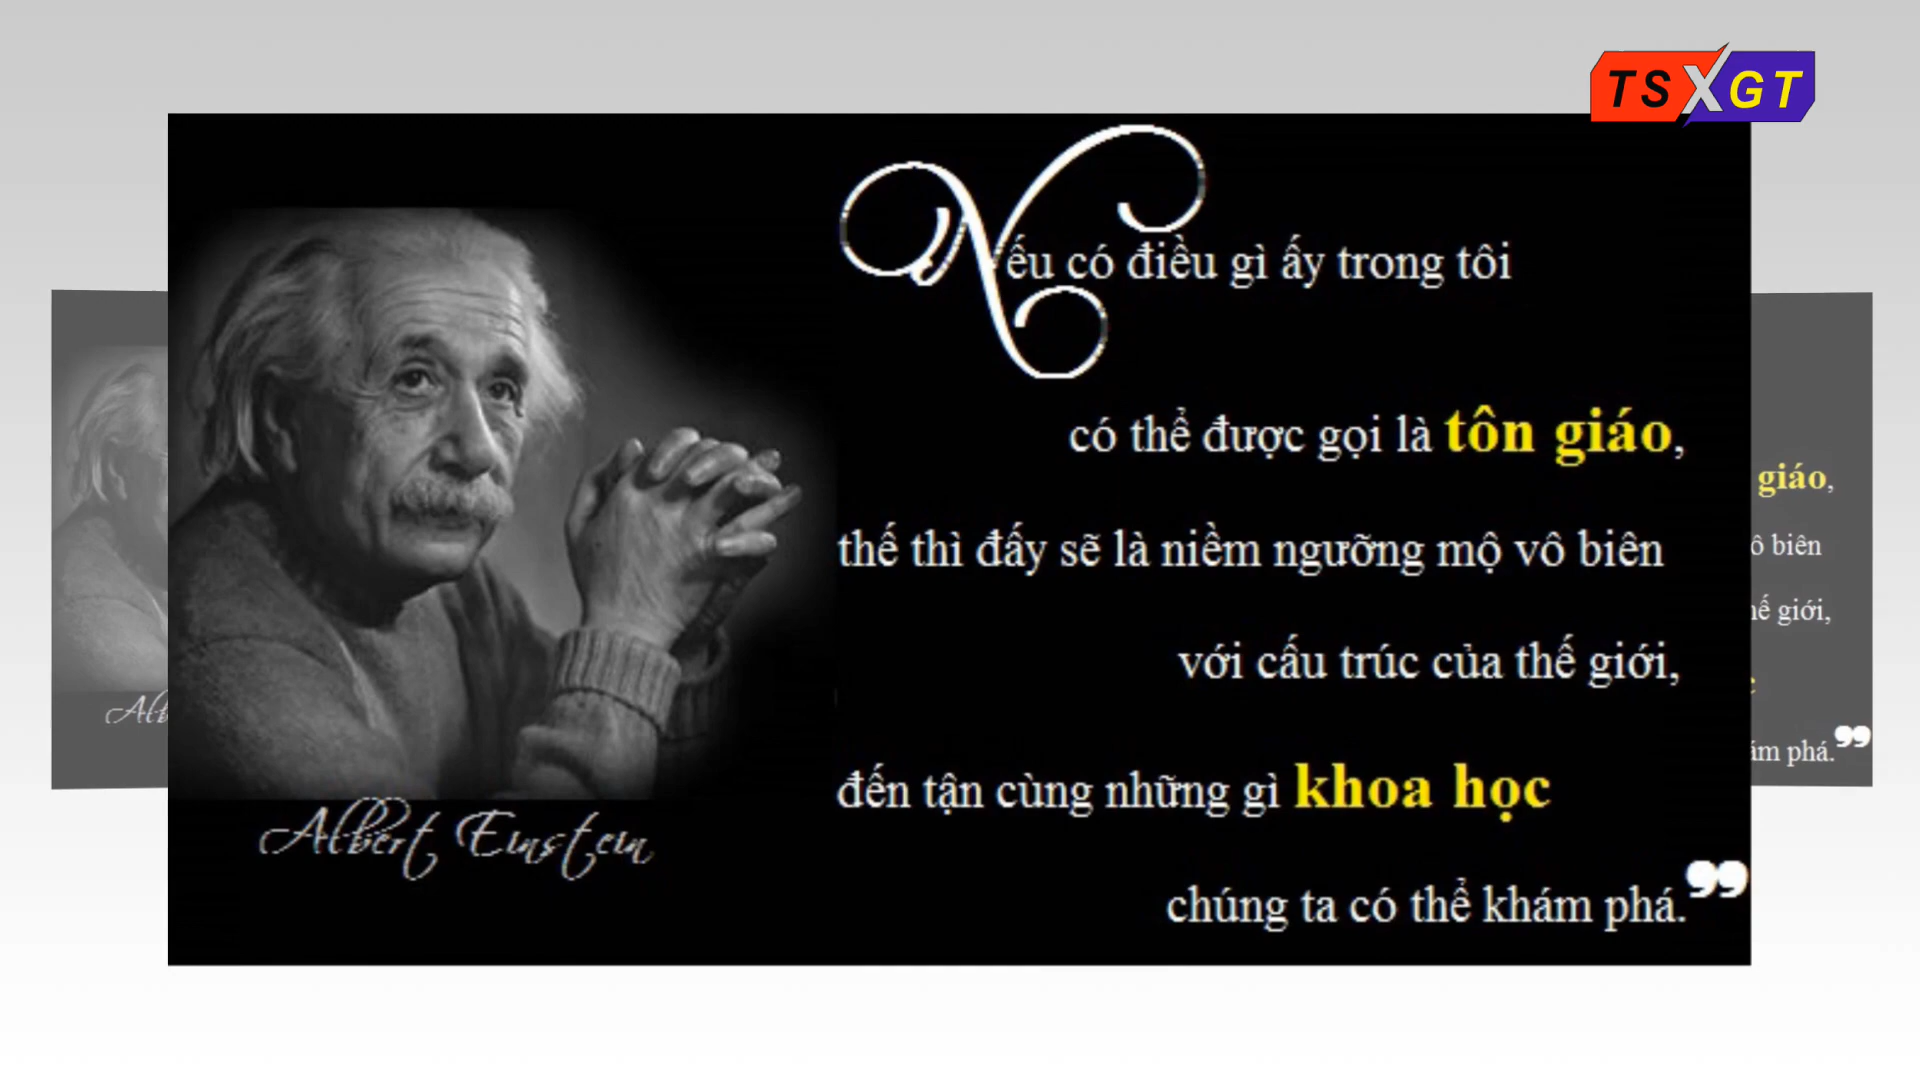 TSXGT
Nếu có điều gì ấy trong tôi
có thể được gọi là tôn giáo,
thế thì đấy sẽ là niềm ngưỡng mộ vô biên
với cấu trúc của thế giới,
đến tận cùng những gì khoa học
chúng ta có thể khám phá.”
Albert Einstein
giáo,
ô biên
hế giới,
ám phá.”
Alb